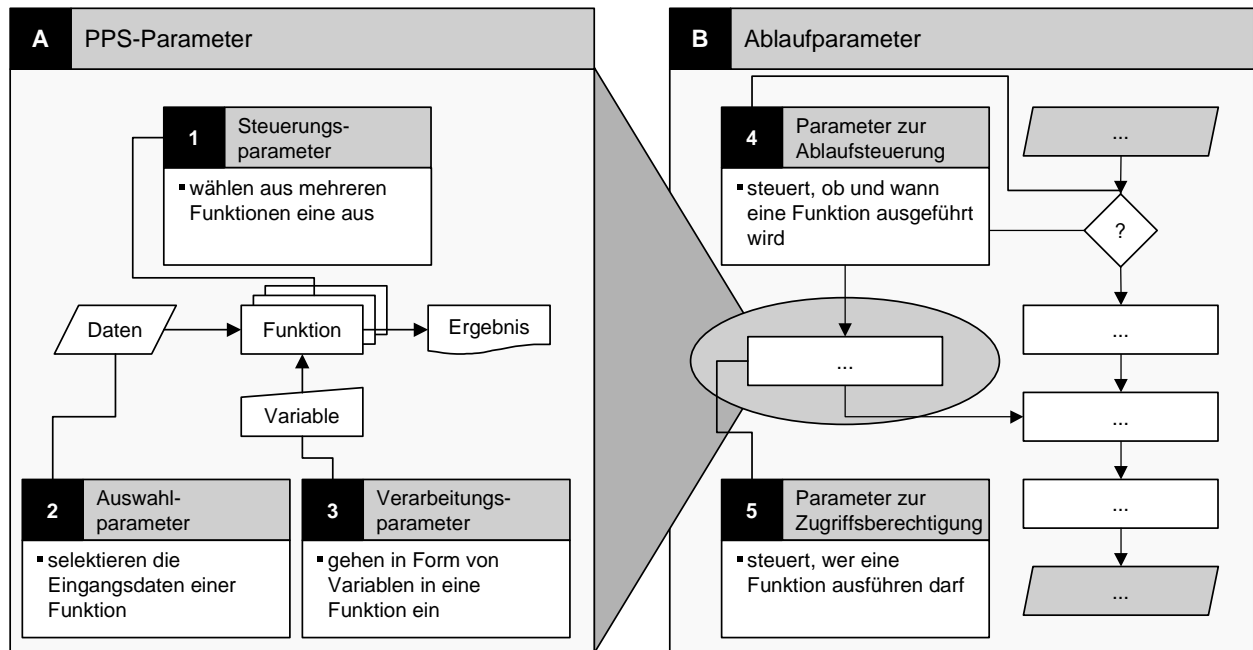 A
PPS-Parameter
1
Steuerungs-
parameter
▪ wählen aus mehreren
Funktionen eine aus
Daten
Funktion
Ergebnis
Variable
2
Auswahl-
parameter
▪ selektieren die
Eingangsdaten einer
Funktion
3
Verarbeitungs-
parameter
▪ gehen in Form von
Variablen in eine
Funktion ein
B
Ablaufparameter
4
Parameter zur
Ablaufsteuerung
▪ steuert, ob und wann
eine Funktion ausgeführt
wird
...
?
...
...
...
...
...
5
Parameter zur
Zugriffsberechtigung
▪ steuert, wer eine
Funktion ausführen darf